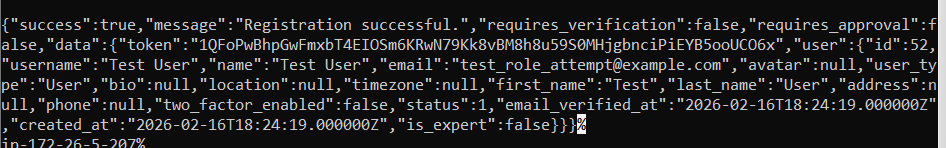 {"success":true,"message":"Registration successful.","requires_verification":false,"requires_approval":f
alse,"data":{"token":"1QFoPwBhpGwFmxbT4EIOSm6KRwN79Kk8vBM8h8u59S0MHjgbnciPiEYB5ooUCO6x","user":{"id":52,
"username":"Test User","name":"Test User","email":"test_role_attempt@example.com","avatar":null,"user_ty
pe":"User","bio":null,"location":null,"timezone":null,"first_name":"Test","last_name":"User","address":n
ull,"phone":null,"two_factor_enabled":false,"status":1,"email_verified_at":"2026-02-16T18:24:19.000000Z"
,"created_at":"2026-02-16T18:24:19.000000Z","is_expert":false}}}%
ip-172-26-5-207%